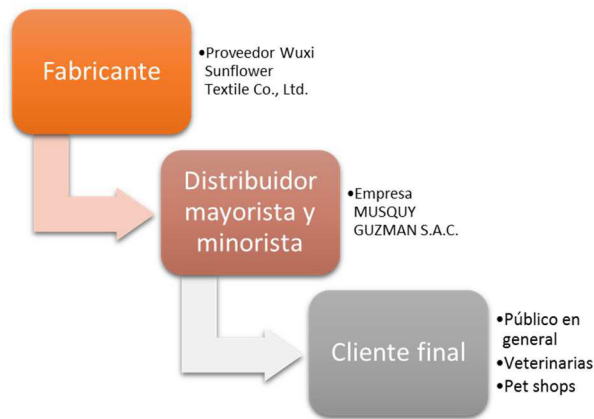 Fabricante
•Proveedor Wuxi
Sunflower
Textile Co., Ltd.
Distribuidor
mayorista y
minorista
•Empresa
MUSQUY
GUZMAN S.A.C.
Cliente final
•Público en
general
•Veterinarias
•Pet shops